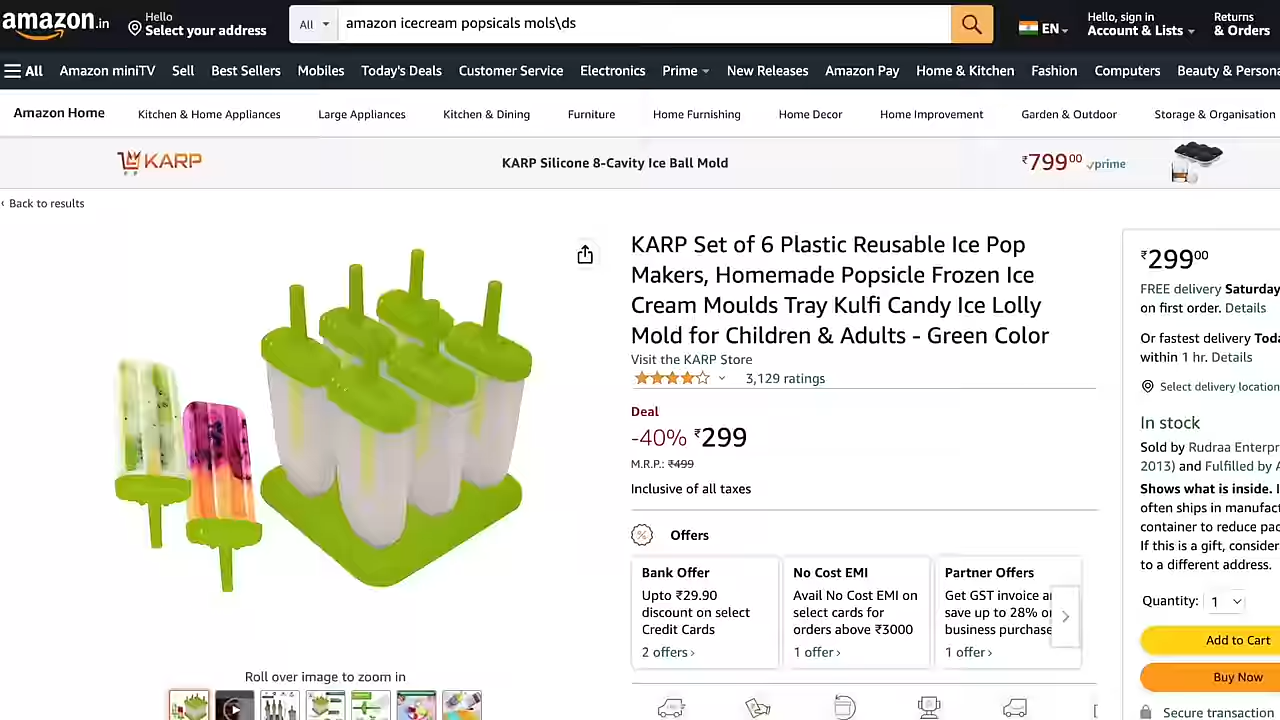 amazon.in
Hello
Select your address
All
amazon icecream popsicals mols\ds
EN
Hello, sign in
Account & Lists
Returns
& Orders
All
Amazon miniTV
Sell
Best Sellers
Mobiles
Today's Deals
Customer Service
Electronics
Prime
New Releases
Amazon Pay
Home & Kitchen
Fashion
Computers
Beauty & Persona
Amazon Home
Kitchen & Home Appliances
Large Appliances
Kitchen & Dining
Furniture
Home Furnishing
Home Decor
Home Improvement
Garden & Outdoor
Storage & Organisation
KARP
KARP Silicone 8-Cavity Ice Ball Mold
₹799⁰⁰
prime
‹ Back to results
KARP Set of 6 Plastic Reusable Ice Pop
Makers, Homemade Popsicle Frozen Ice
Cream Moulds Tray Kulfi Candy Ice Lolly
Mold for Children & Adults - Green Color
Visit the KARP Store
3,129 ratings
Deal
-40% ₹299
M.R.P.: ₹499
Inclusive of all taxes
% Offers
Bank Offer
Upto ₹29.90
discount on select
Credit Cards
2 offers ›
No Cost EMI
Avail No Cost EMI on
select cards for
orders above ₹3000
1 offer ›
Partner Offers
Get GST invoice a
save up to 28% o
business purchase
1 offer ›
Roll over image to zoom in
₹299⁰⁰
FREE delivery Saturday
on first order. Details
Or fastest delivery Toda
within 1 hr. Details
Select delivery location
In stock
Sold by Rudraa Enterpr
2013) and Fulfilled by A
Shows what is inside. I
often ships in manufact
container to reduce pac
If this is a gift, consider
to a different address.
Quantity: 1
Add to Cart
Buy Now
Secure transaction